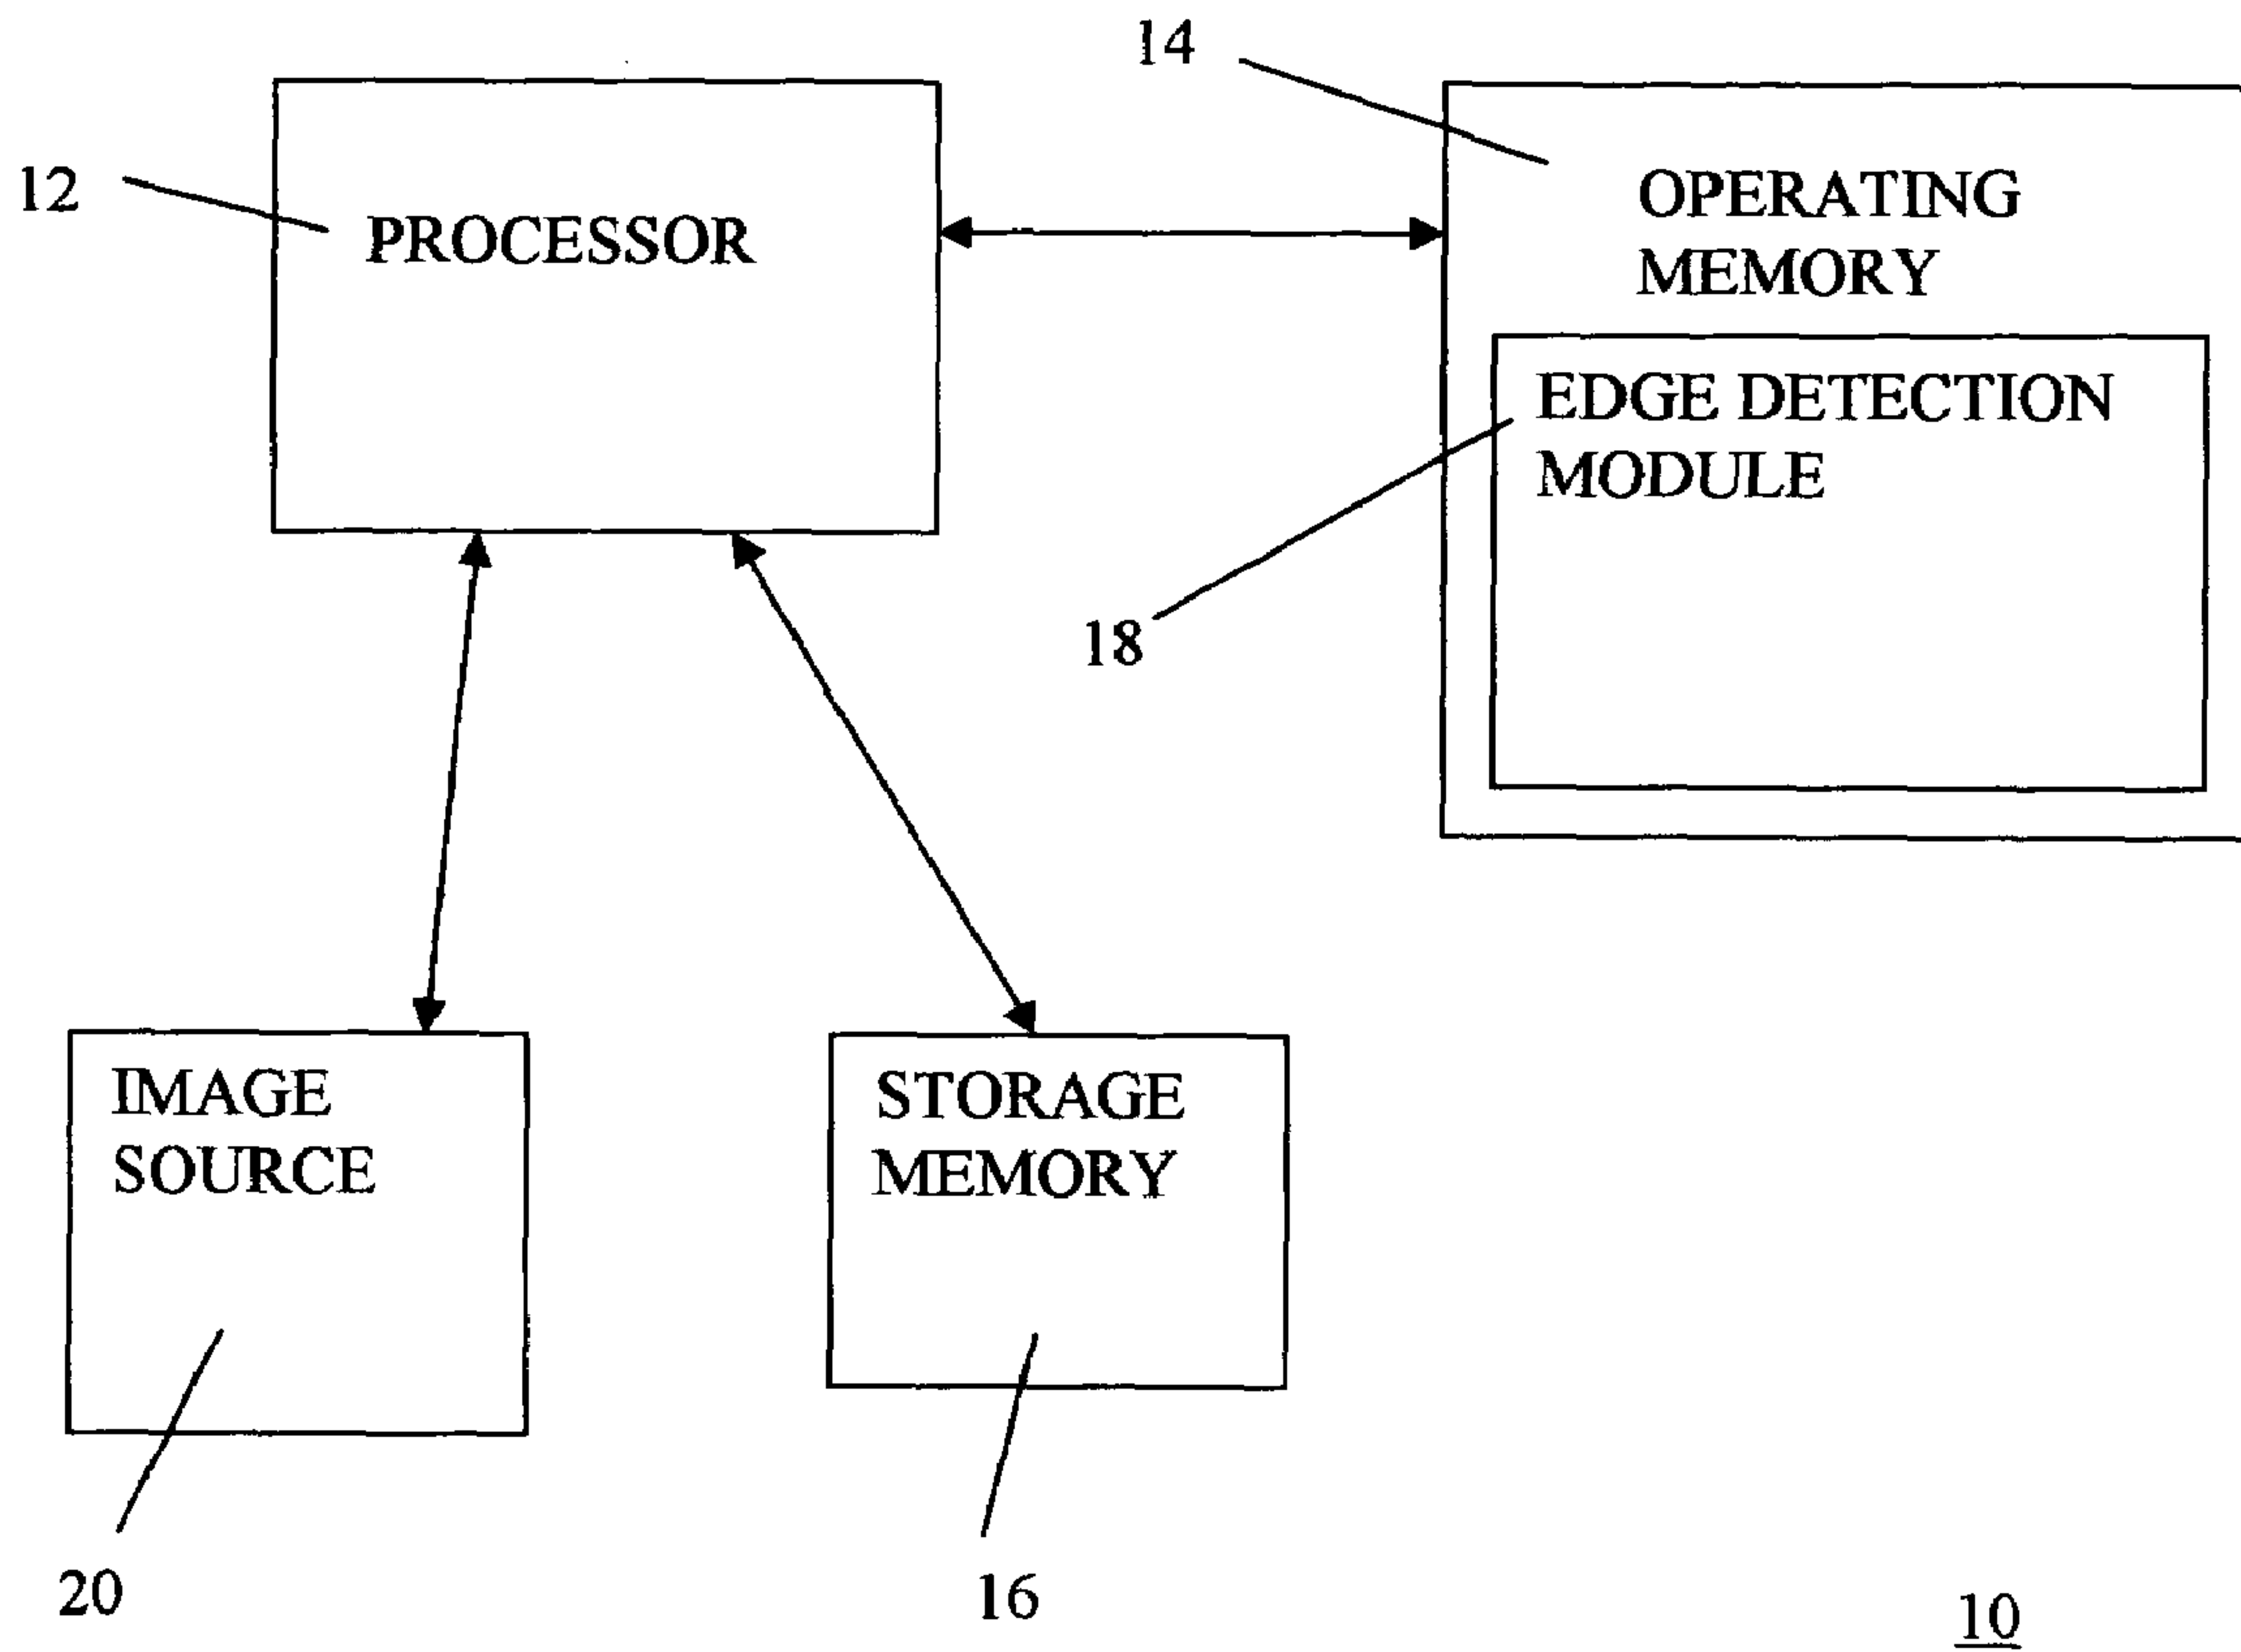 14
12
PROCESSOR
OPERATING
MEMORY
EDGE DETECTION
MODULE
18
IMAGE
SOURCE
STORAGE
MEMORY
20
16
10